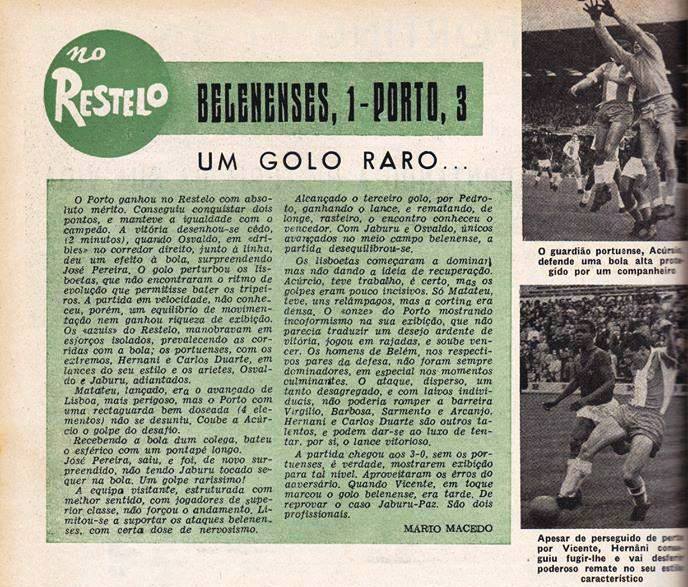 no
RESTELO
BELENENSES, 1-PORTO, 3
UM GOLO RARO...
O Porto ganhou no Restelo com abso-
luto mérito. Conseguiu conquistar dois
pontos, e manteve a igualdade com o
campeão. A vitória desenhou-se cêdo,
(2 minutos), quando Osvaldo, em «dri-
bles» no corredor direito, junto à linha,
deu um efeito à bola, surpreendendo
José Pereira. O golo perturbou os lis-
boetas, que não encontraram o ritmo de
evolução que permitisse bater os tripei-
ros. A partida em velocidade, não conhe-
ceu, porém, um equilíbrio de movimen-
tação nem ganhou riqueza de exibição.
Os «azuis» do Restelo, manobravam em
esforços isolados, prevalecendo as cor-
ridas com a bola; os portuenses, com os
extremos, Hernani e Carlos Duarte, em
lances do seu estilo e os arietes, Osval-
do e Jaburu, adiantados.
Matateu, lançado, era o avançado de
Lisboa, mais perigoso, mas o Porto com
uma rectaguarda bem doseada (4 ele-
mentos) não se desuniu. Coube a Acúr-
cio o golpe do desafio.
Recebendo a bola dum colega, bateu
o esférico com um pontapé longo.
José Pereira, saiu, e foi, de novo sur-
preendido, não tendo Jaburu tocado se-
quer na bola. Um golpe raríssimo!
A equipa visitante, estruturada com
melhor sentido, com jogadores de supe-
rior classe, não forçou o andamento. Li-
mitou-se a suportar os ataques belenen-
ses, com certa dose de nervosismo.
Alcançado o terceiro golo, por Pedro-
to, ganhando o lance, e rematando, de
longe, rasteiro, o encontro conheceu o
vencedor. Com Jaburu e Osvaldo, únicos
avançados no meio campo belenense, a
partida desequilibrou-se.
Os lisboetas começaram a dominar
mas não dando a ideia de recuperação.
Acúrcio, teve trabalho, é certo, mas os
golpes eram pouco incisivos. Só Matateu,
teve, uns relâmpagos, mas a cortina era
densa. O «onze» do Porto mostrando
incoformismo na sua exibição, que não
parecia traduzir um desejo ardente de
vitória, jogou em rajadas, e soube ven-
cer. Os homens de Belém, nos respecti-
vos pares da defesa, não foram sempre
dominadores, em especial nos momentos
culminantes. O ataque, disperso, um
tanto desagregado, e com laivos indivi-
duais, não poderia romper a barreira
Virgílio, Barbosa, Sarmento e Arcanjo.
Hernani e Carlos Duarte são outros ta-
lentos, e podem dar-se ao luxo de ten-
tar, por si, o lance vitorioso.
A partida chegou aos 3-0, sem os por-
tuenses, é verdade, mostrarem exibição
para tal nível. Aproveitaram os êrros do
adversário. Quando Vicente, em toque
marcou o golo belenense, era tarde. De
reprovar o caso Jaburu-Paz. São dois
profissionais.
MÁRIO MACEDO
O guardião portuense, Acúrcio
defende uma bola alta prote-
gido por um companheiro
Apesar de perseguido de perto
por Vicente, Hernâni
guiu fugir-lhe e vai
poderoso remate no seu
característico